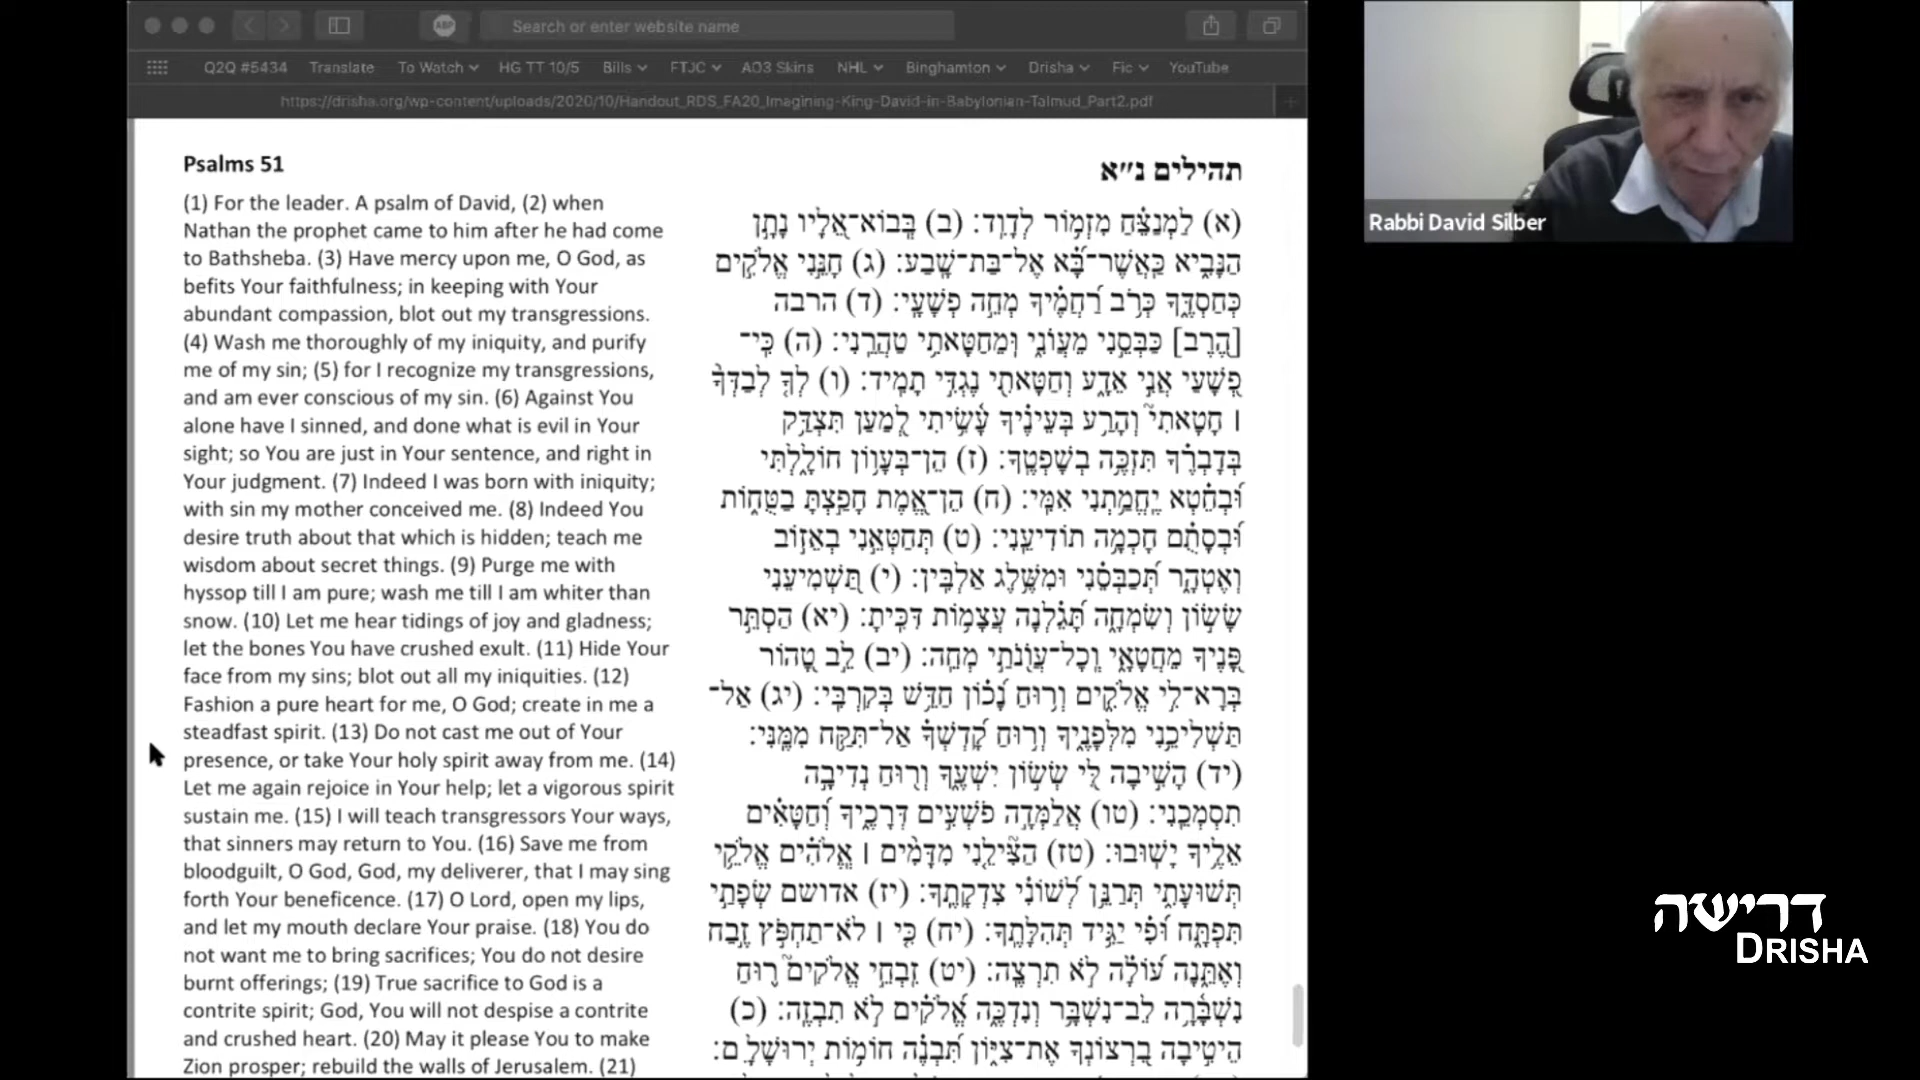 Search or enter website name
Q2Q #5434 Translate To Watch HG TT 10/5 Bills FTJC AO3 Skins NHL Binghamton Drisha Fic YouTube
https://drisha.org/wp-content/uploads/2020/10/Handout_RDS_FA20_Imagining-King-David-in-Babylonian-Talmud_Part2.pdf
Psalms 51
(1) For the leader. A psalm of David, (2) when
Nathan the prophet came to him after he had come
to Bathsheba. (3) Have mercy upon me, O God, as
befits Your faithfulness; in keeping with Your
abundant compassion, blot out my transgressions.
(4) Wash me thoroughly of my iniquity, and purify
me of my sin; (5) for I recognize my transgressions,
and am ever conscious of my sin. (6) Against You
alone have I sinned, and done what is evil in Your
sight; so You are just in Your sentence, and right in
Your judgment. (7) Indeed I was born with iniquity;
with sin my mother conceived me. (8) Indeed You
desire truth about that which is hidden; teach me
wisdom about secret things. (9) Purge me with
hyssop till I am pure; wash me till I am whiter than
snow. (10) Let me hear tidings of joy and gladness;
let the bones You have crushed exult. (11) Hide Your
face from my sins; blot out all my iniquities. (12)
Fashion a pure heart for me, O God; create in me a
steadfast spirit. (13) Do not cast me out of Your
presence, or take Your holy spirit away from me. (14)
Let me again rejoice in Your help; let a vigorous spirit
sustain me. (15) I will teach transgressors Your ways,
that sinners may return to You. (16) Save me from
bloodguilt, O God, God, my deliverer, that I may sing
forth Your beneficence. (17) O Lord, open my lips,
and let my mouth declare Your praise. (18) You do
not want me to bring sacrifices; You do not desire
burnt offerings; (19) True sacrifice to God is a
contrite spirit; God, You will not despise a contrite
and crushed heart. (20) May it please You to make
Zion prosper; rebuild the walls of Jerusalem. (21)
תהילים נ״א
(א) לַמְנַצֵּ֗חַ מִזְמ֥וֹר לְדָוִֽד׃ (ב) בְּֽבוֹא־אֵ֭לָיו נָתָ֣ן
הַנָּבִ֑יא כַּֽאֲשֶׁר־בָּ֝֗א אֶל־בַּת־שָֽׁבַע׃ (ג) חָנֵּ֣נִי אֱלֹקִ֣ים
כְּחַסְדֶּ֑ךָ כְּרֹ֥ב רַ֝חֲמֶ֗יךָ מְחֵ֣ה פְשָׁעָֽי׃ (ד) הרבה
[הֶ֭רֶב] כַּבְּסֵ֣נִי מֵעֲוֺנִ֑י וּֽמֵחַטָּאתִ֥י טַהֲרֵֽנִי׃ (ה) כִּֽי־
פְ֭שָׁעַי אֲנִ֣י אֵדָ֑ע וְחַטָּאתִ֖י נֶגְדִּ֣י תָמִֽיד׃ (ו) לְךָ֤ לְבַדְּךָ֨
׀ חָטָאתִי֮ וְהָרַ֥ע בְּעֵינֶ֗יךָ עָ֫שִׂ֥יתִי לְ֭מַעַן תִּצְדַּ֥ק
בְּדָבְרֶ֗ךָ תִּזְכֶּ֥ה בְשָׁפְטֶֽךָ׃ (ז) הֵן־בְּעָו֥וֹן חוֹלָ֑לְתִּי
וּ֝בְחֵ֗טְא יֶֽחֱמַ֥תְנִי אִמִּֽי׃ (ח) הֵן־אֱ֭מֶת חָפַ֣צְתָּ בַטֻּח֑וֹת
וּ֝בְסָתֻ֗ם חָכְמָ֥ה תוֹדִיעֵֽנִי׃ (ט) תְּחַטְּאֵ֣נִי בְאֵז֣וֹב
וְאֶטְהָ֑ר תְּ֝כַבְּסֵ֗נִי וּמִשֶּׁ֥לֶג אַלְבִּֽין׃ (י) תַּ֭שְׁמִיעֵנִי
שָׂשׂ֣וֹן וְשִׂמְחָ֑ה תָּ֝גֵ֗לְנָה עֲצָמ֥וֹת דִּכִּֽיתָ׃ (יא) הַסְתֵּ֣ר
פָּ֭נֶיךָ מֵחֲטָאָ֑י וְֽכָל־עֲוֺ֖נֹתַ֣י מְחֵֽה׃ (יב) לֵ֣ב טָ֭הוֹר
בְּרָא־לִ֣י אֱלֹקִ֑ים וְר֥וּחַ נָ֝כ֗וֹן חַדֵּ֥שׁ בְּקִרְבִּֽי׃ (יג) אַל־
תַּשְׁלִיכֵ֥נִי מִלְּפָנֶ֑יךָ וְר֥וּחַ קָ֝דְשְׁךָ֗ אַל־תִּקַּ֥ח מִמֶּֽנִּי׃
(יד) הָשִׁ֣יבָה לִּ֭י שְׂשׂ֣וֹן יִשְׁעֶ֑ךָ וְר֖וּחַ נְדִיבָ֣ה
תִסְמְכֵֽנִי׃ (טו) אֲלַמְּדָ֣ה פֹשְׁעִ֣ים דְּרָכֶ֑יךָ וְ֝חַטָּאִ֗ים
אֵלֶ֥יךָ יָשֽׁוּבוּ׃ (טז) הַצִּ֘ילֵ֤נִי מִדָּמִ֨ים ׀ אֱֽלֹהִ֗ים אֱלֹקֵ֥י
תְּשׁוּעָתִ֑י תְּרַנֵּ֥ן לְ֝שׁוֹנִ֗י צִדְקָתֶֽךָ׃ (יז) אדושם שְׂפָתַ֣י
תִּפְתָּ֑ח וּ֝פִ֗י יַגִּ֥יד תְּהִלָּתֶֽךָ׃ (יח) כִּ֤י ׀ לֹא־תַחְפֹּ֣ץ זֶ֣בַח
וְאֶתֵּ֑נָה ע֝וֹלָ֗ה לֹ֣א תִרְצֶֽה׃ (יט) זִֽבְחֵ֣י אֱלֹקִים֮ ר֤וּחַ
נִשְׁבָּ֫רָ֥ה לֵב־נִשְׁבָּ֥ר וְנִדְכֶּ֑ה אֱ֝לֹקִ֗ים לֹ֣א תִבְזֶֽה׃ (כ)
הֵיטִ֣יבָה בִ֭רְצוֹנְךָ אֶת־צִיּ֑וֹן תִּ֝בְנֶ֗ה חוֹמ֥וֹת יְרוּשָׁלִָֽם׃
Rabbi David Silber
דרישה
DRISHA